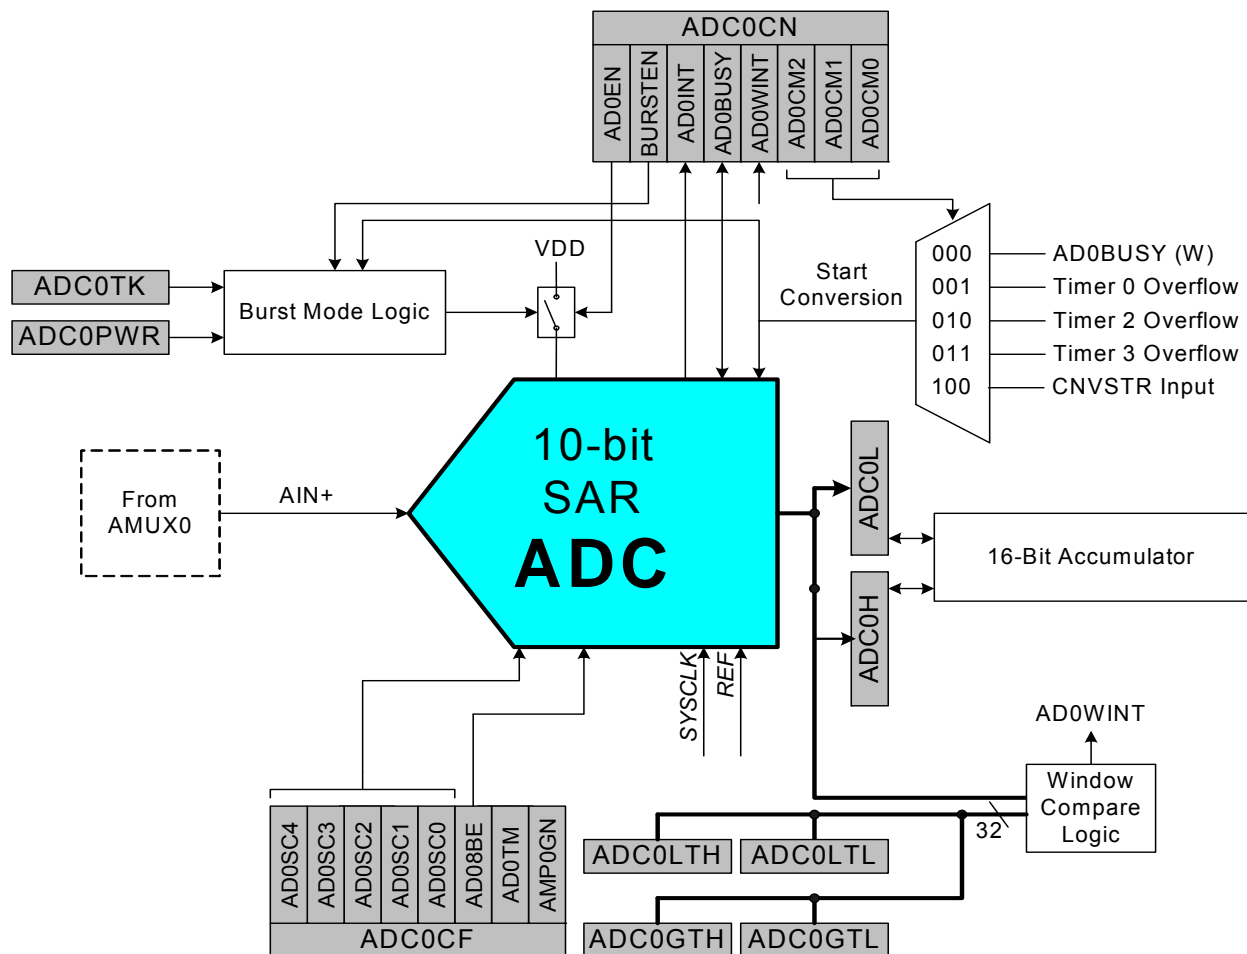 ADC0CN
AD0EN
BURSTEN
AD0INT
AD0BUSY
AD0WINT
AD0CM2
AD0CM1
AD0CM0
VDD
ADC0TK
ADC0PWR
Burst Mode Logic
Start
Conversion
000
AD0BUSY (W)
001
Timer 0 Overflow
010
Timer 2 Overflow
011
Timer 3 Overflow
100
CNVSTR Input
From
AMUX0
AIN+
10-bit
SAR
ADC
ADC0L
ADC0H
16-Bit Accumulator
SYSCLK
REF
AD0WINT
Window
Compare
Logic
32
AD0SC4
AD0SC3
AD0SC2
AD0SC1
AD0SC0
AD08BE
AD0TM
AMP0GN
ADC0CF
ADC0LTH
ADC0LTL
ADC0GTH
ADC0GTL